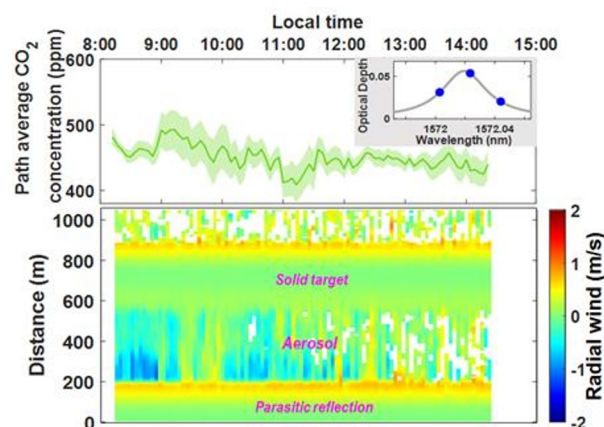 Local time
8:00 9:00 10:00 11:00 12:00 13:00 14:00 15:00
Path average CO2
concentration (ppm)
600
500
400
Optical Depth
0.05
0
1572 1572.04
Wavelength (nm)
Distance (m)
1000
800
600
400
200
0
Solid target
Aerosol
Parasitic reflection
2
1
0
-1
-2
Radial wind (m/s)